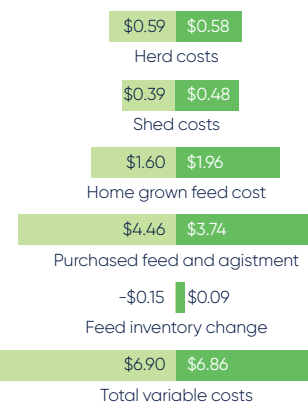 $0.59 $0.58
Herd costs
$0.39 $0.48
Shed costs
$1.60 $1.96
Home grown feed cost
$4.46 $3.74
Purchased feed and agistment
-$0.15 $0.09
Feed inventory change
$6.90 $6.86
Total variable costs